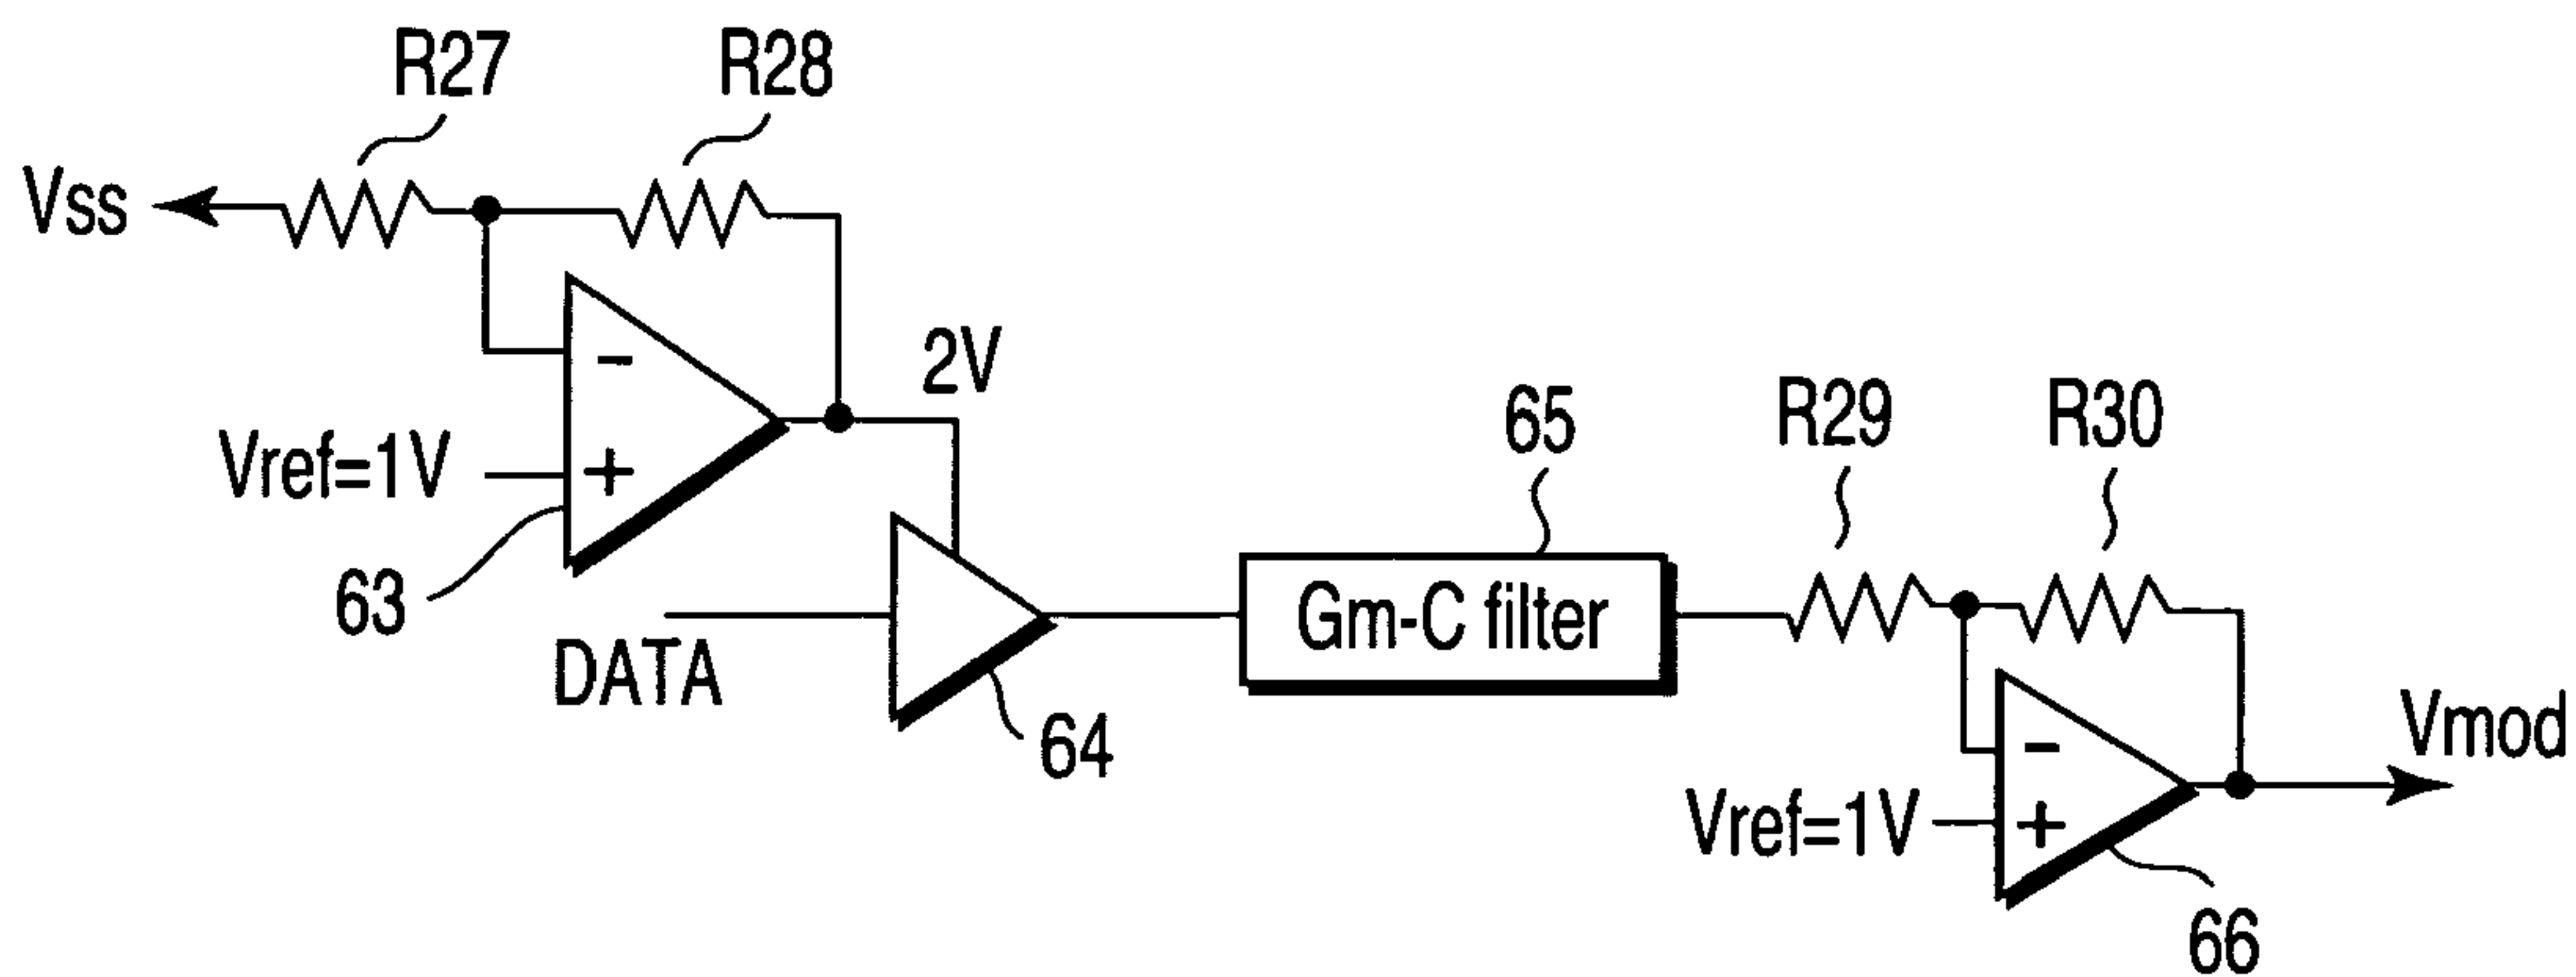 R27
R28
Vss
2V
Vref=1V
63
DATA
64
65
Gm-C filter
R29
R30
Vref=1V
Vmod
66